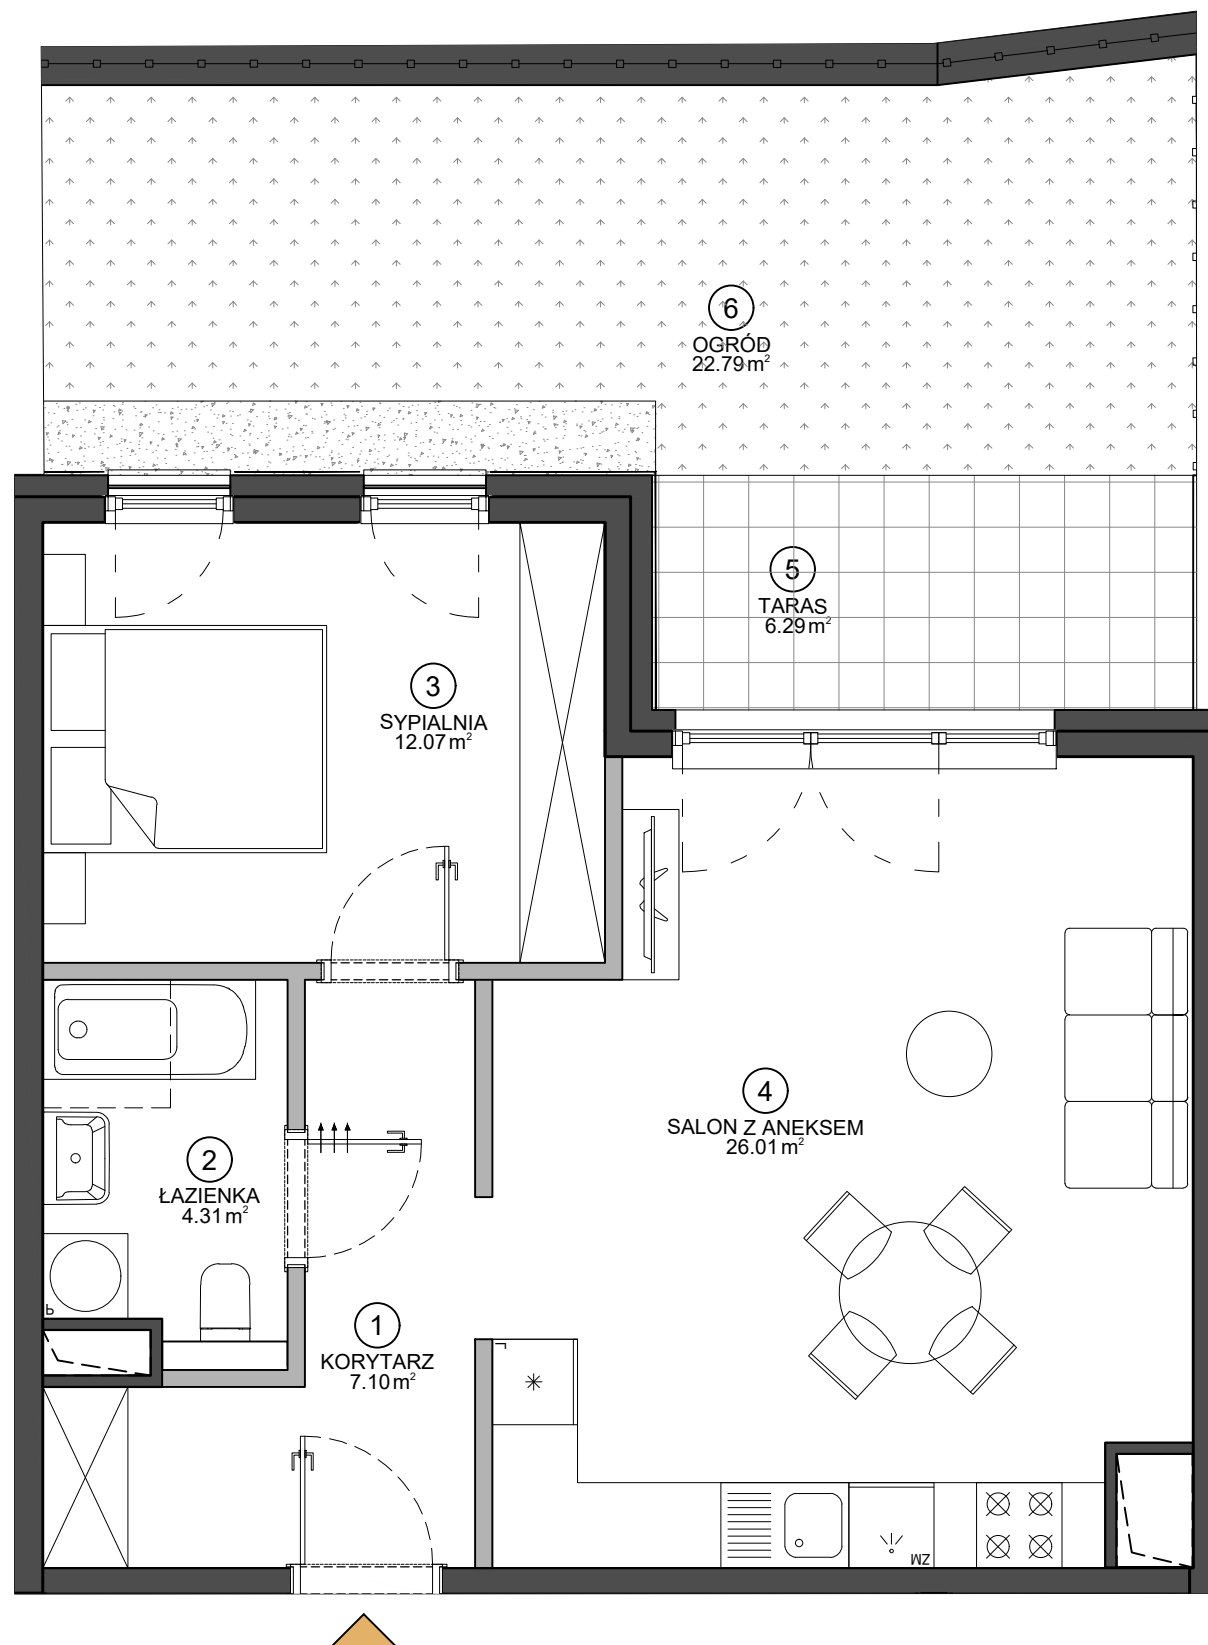 6
OGRÓD
22.79 m²
5
TARAS
6.29 m²
3
SYPIALNIA
12.07 m²
4
SALON Z ANEKSEM
26.01 m²
2
ŁAZIENKA
4.31 m²
P
1
KORYTARZ
7.10 m²
ZM